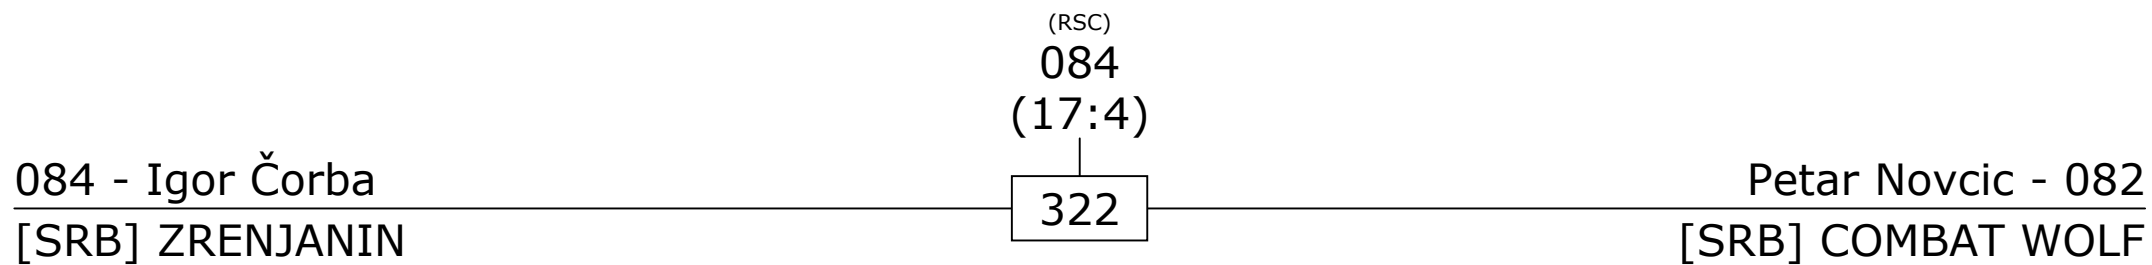 (RSC)
084
(17:4)
084 - Igor Čorba
322
Petar Novcic - 082
[SRB] ZRENJANIN
[SRB] COMBAT WOLF